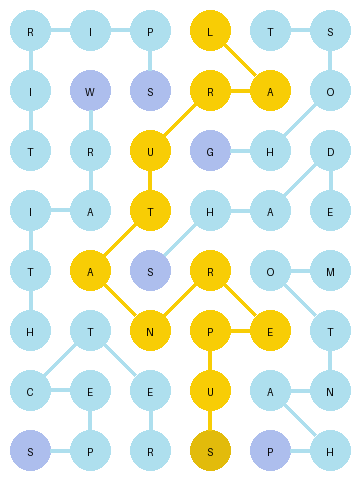 R I P L T S
I W S R A O
T R U G H D
I A T H A E
T A S R O M
H T N P E T
C E E U A N
S P R S P H